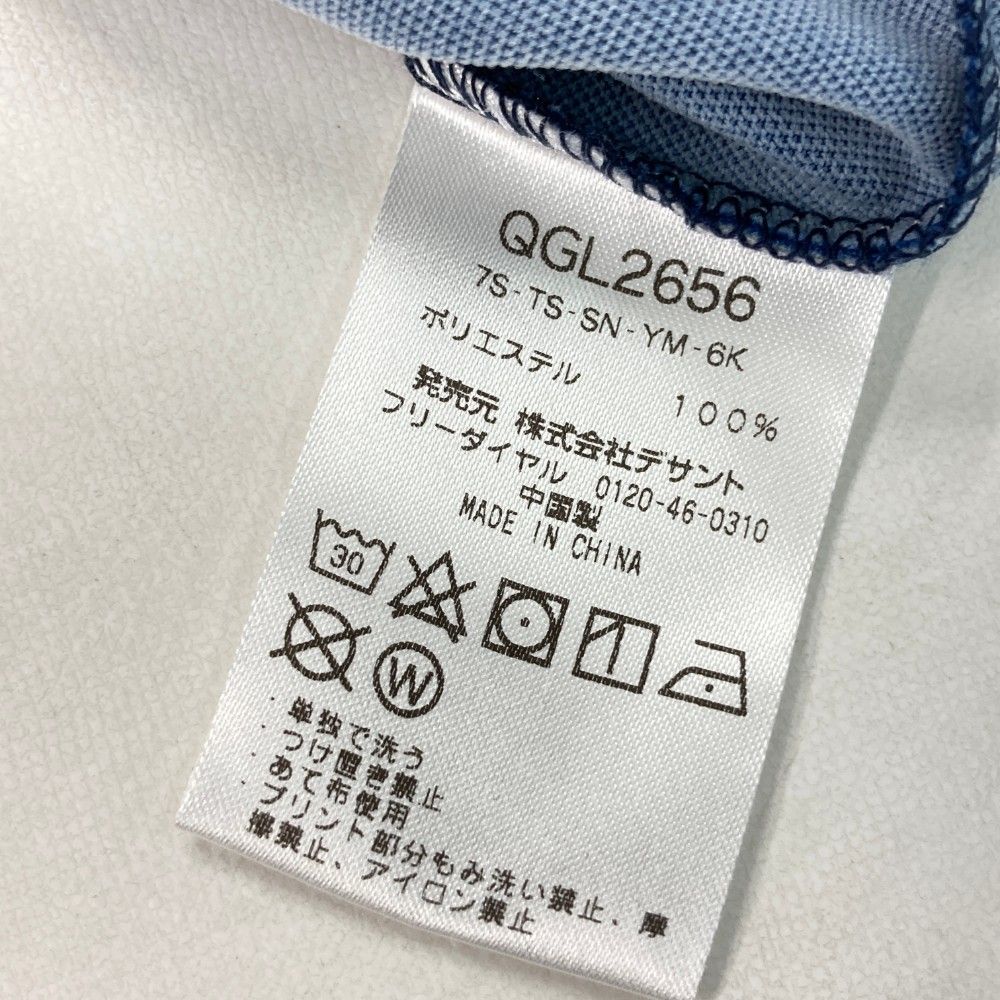 QGL2656
7S-TS-SN-YM-6K
ポリエステル 100%
発売元 株式会社デサント
フリーダイヤル 0120-46-0310
中国製
MADE IN CHINA
30
W
・単独で洗う
・つけ置き禁止
・あて布使用
・プリント部分もみ洗い禁止、摩
擦禁止、アイロン禁止